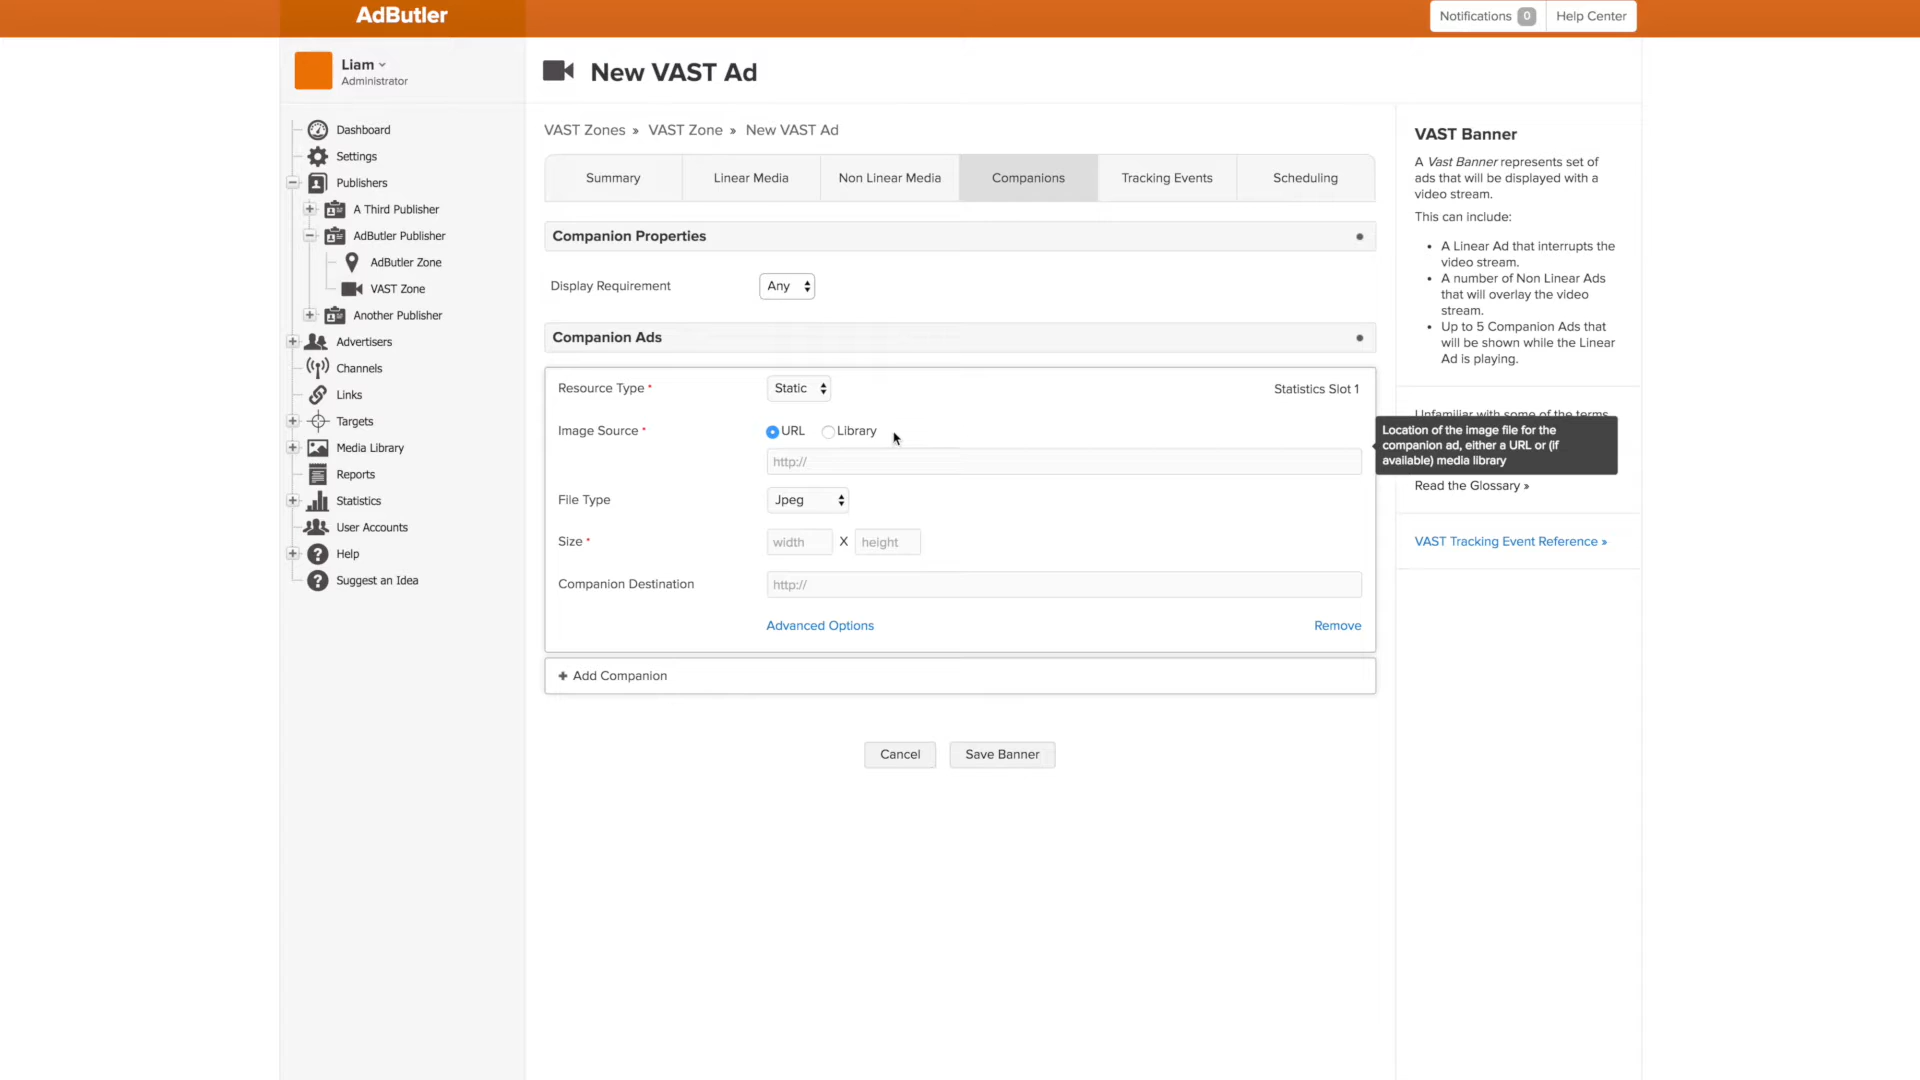 AdButler
Notifications 0
Help Center
Liam
Administrator
Dashboard
Settings
Publishers
A Third Publisher
AdButler Publisher
AdButler Zone
VAST Zone
Another Publisher
Advertisers
Channels
Links
Targets
Media Library
Reports
Statistics
User Accounts
Help
Suggest an Idea
New VAST Ad
VAST Zones » VAST Zone » New VAST Ad
Summary
Linear Media
Non Linear Media
Companions
Tracking Events
Scheduling
Companion Properties
Display Requirement
Any
Companion Ads
Resource Type *
Static
Statistics Slot 1
Image Source *
URL
Library
http://
File Type
Jpeg
Size *
width X height
Companion Destination
http://
Advanced Options
Remove
+ Add Companion
Cancel
Save Banner
VAST Banner
A Vast Banner represents set of
ads that will be displayed with a
video stream.
This can include:
• A Linear Ad that interrupts the
video stream.
• A number of Non Linear Ads
that will overlay the video
stream.
• Up to 5 Companion Ads that
will be shown while the Linear
Ad is playing.
Unfamiliar with some of the terms
Location of the image file for the
companion ad, either a URL or (if
available) media library
Read the Glossary »
VAST Tracking Event Reference »